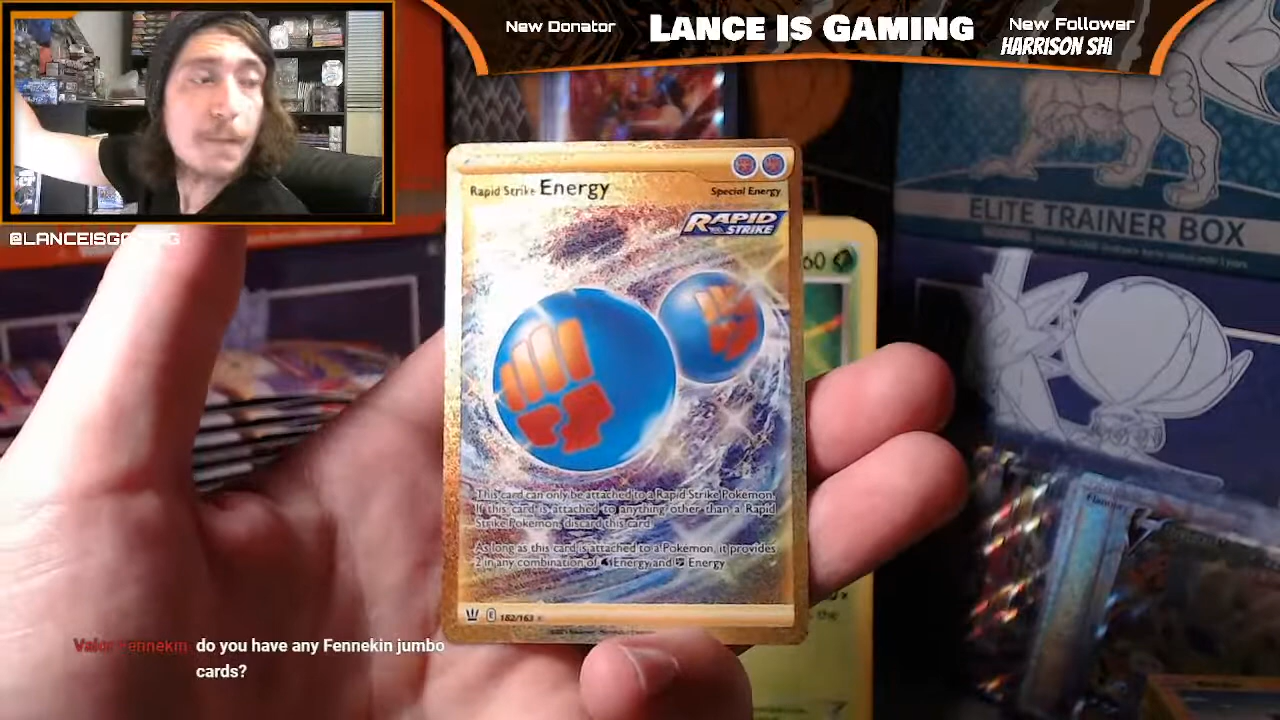 New Donator
LANCE IS GAMING
New Follower
HARRISON SHI
@LANCEISGAMING
Rapid Strike Energy
Special Energy
RAPID
STRIKE
60
ELITE TRAINER BOX
This card can only be attached to a Rapid Strike Pokémon.
If this card is attached to anything other than a Rapid
Strike Pokémon, discard this card.
As long as this card is attached to a Pokémon, it provides
2 in any combination of Energy and Energy
E 182/163
do you have any Fennekin jumbo
cards?